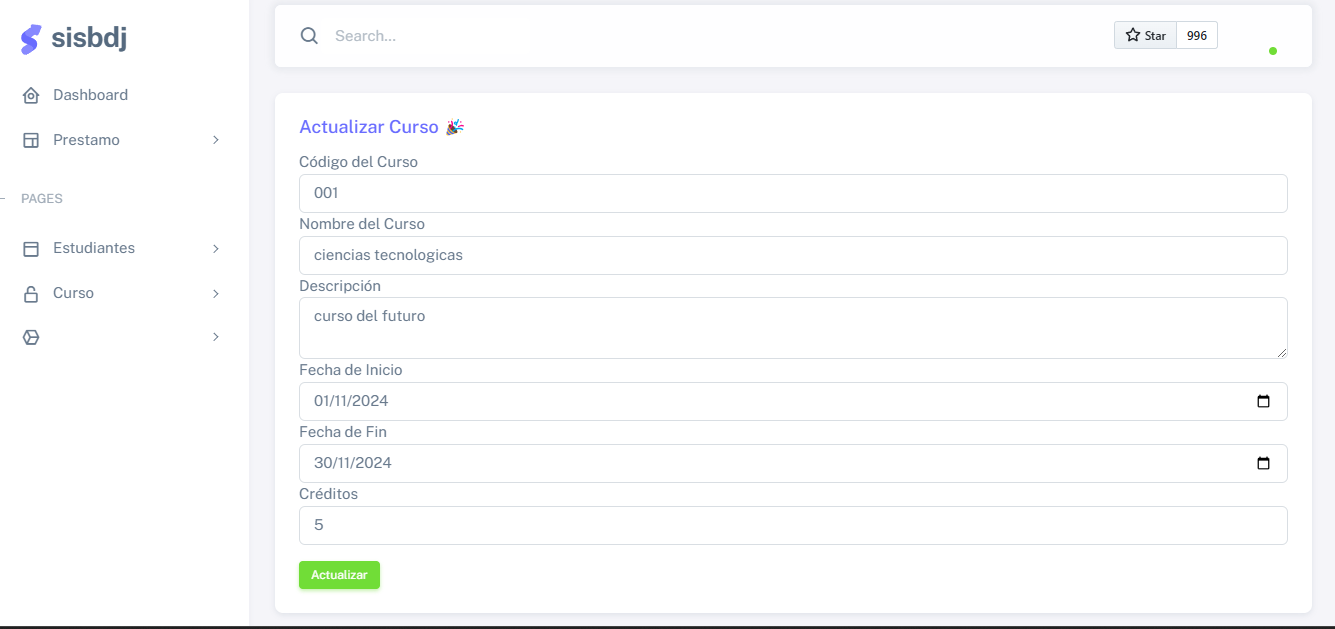 sisbdj
Search...
Star 996
Dashboard
Prestamo
PAGES
Estudiantes
Curso
Actualizar Curso 🎉
Código del Curso
001
Nombre del Curso
ciencias tecnologicas
Descripción
curso del futuro
Fecha de Inicio
01/11/2024
Fecha de Fin
30/11/2024
Créditos
5
Actualizar